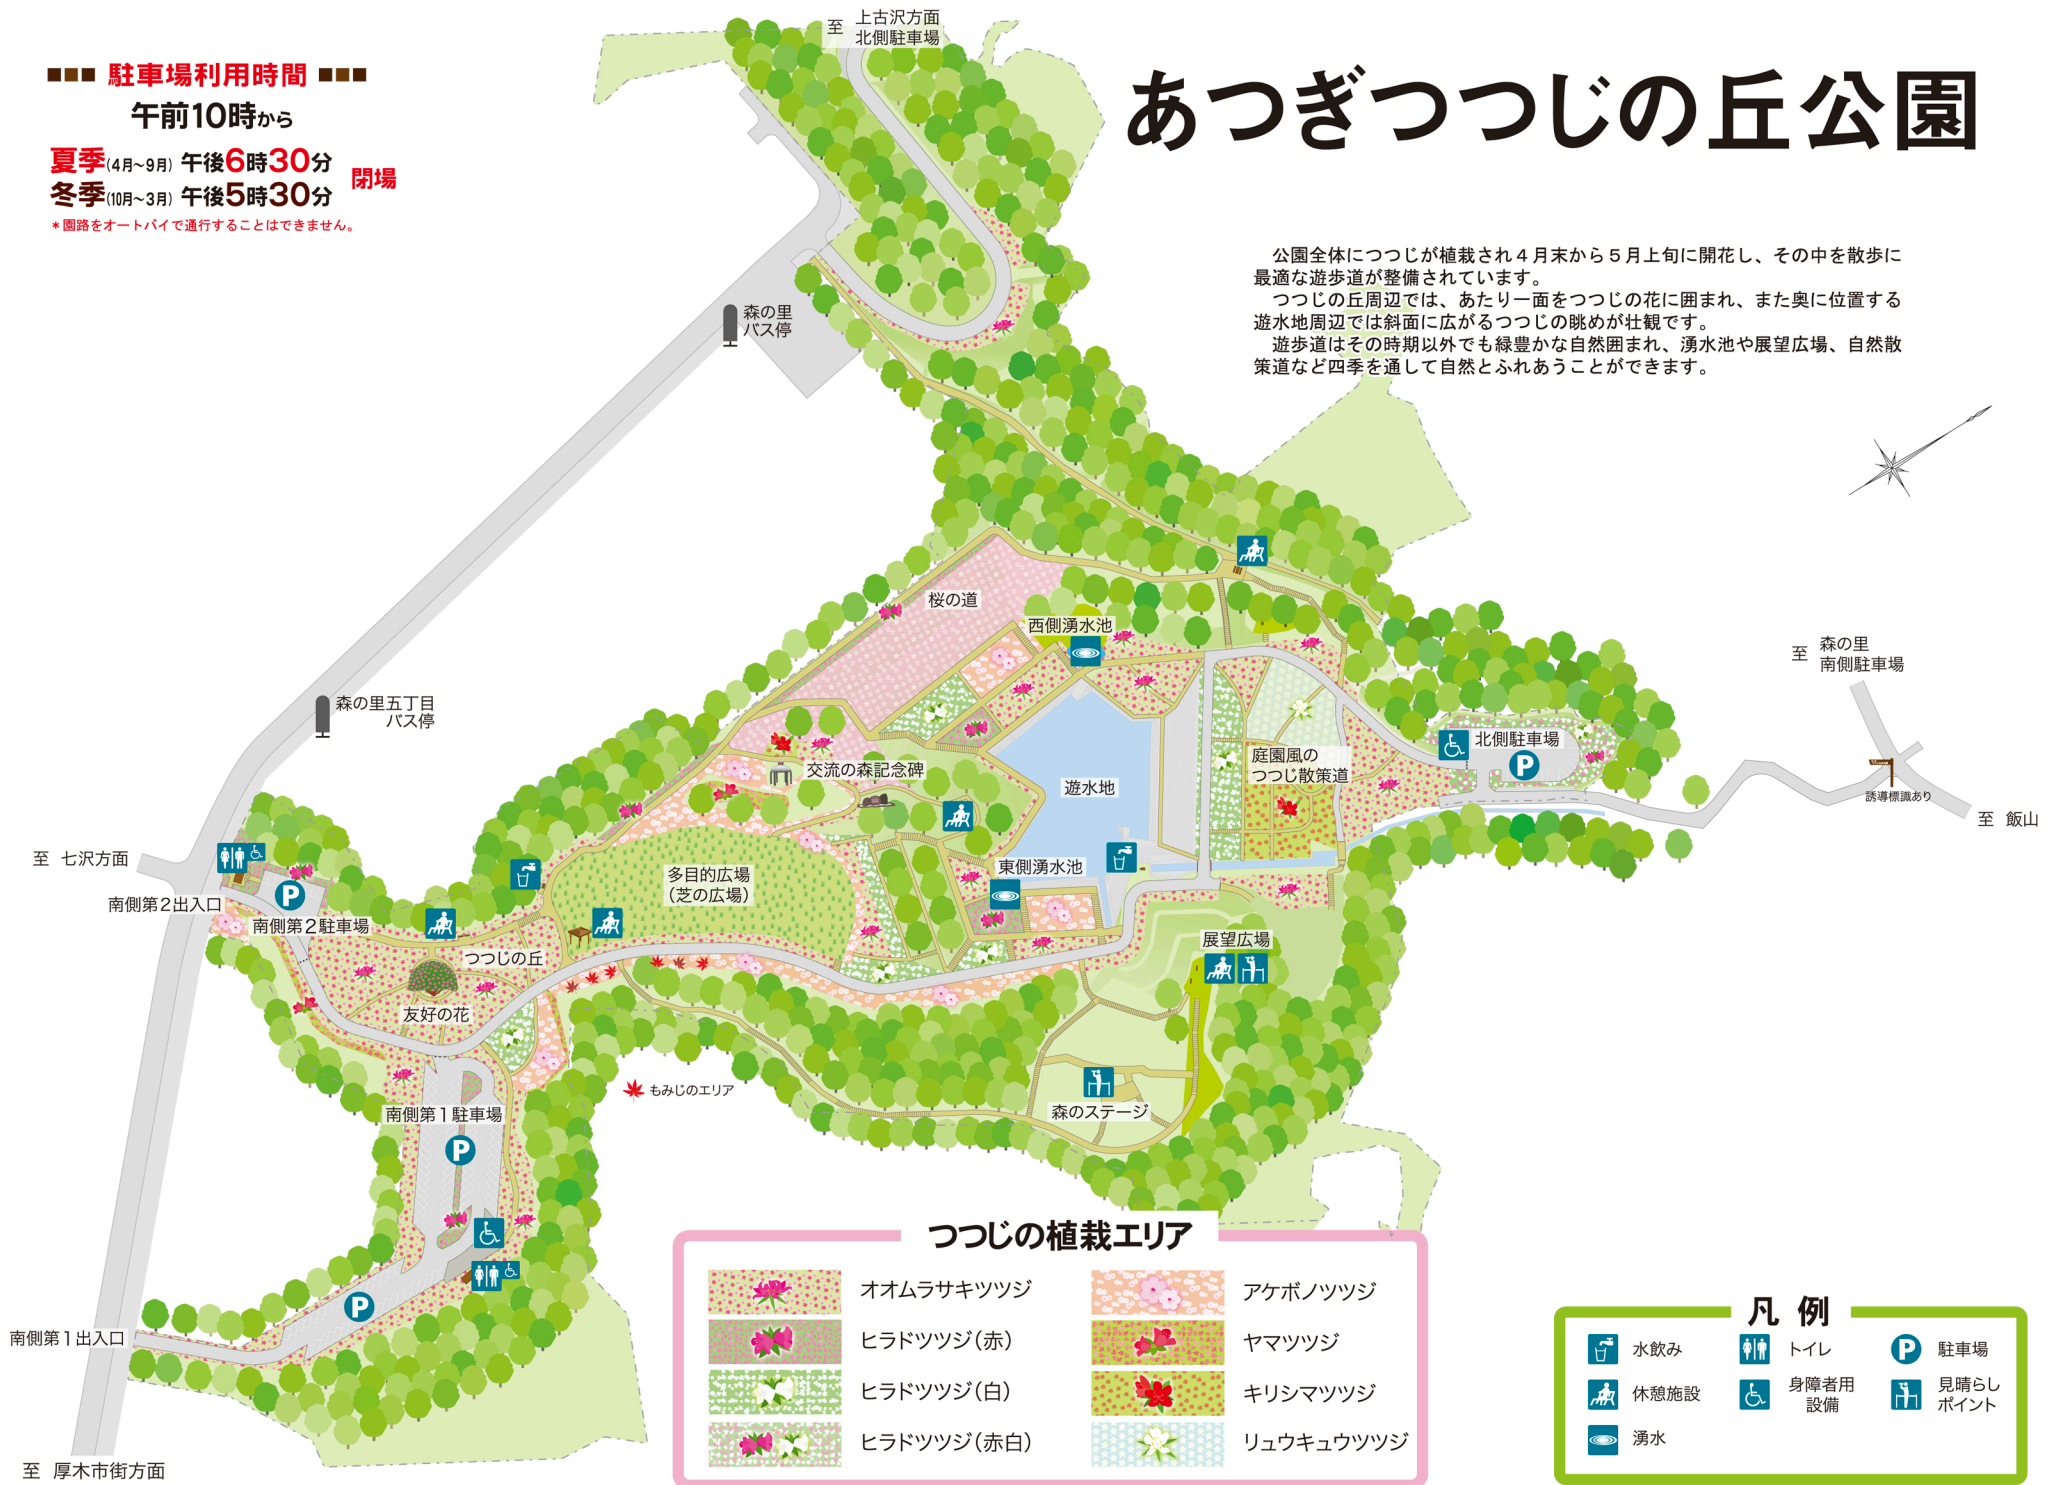 あつぎつつじの丘公園
駐車場利用時間
午前10時から
夏季(4月～9月) 午後6時30分
冬季(10月～3月) 午後5時30分
閉場
＊園路をオートバイで通行することはできません。
公園全体につつじが植栽され４月末から５月上旬に開花し、その中を散歩に
最適な遊歩道が整備されています。
つつじの丘周辺では、あたり一面をつつじの花に囲まれ、また奥に位置する
遊水地周辺では斜面に広がるつつじの眺めが壮観です。
遊歩道はその時期以外でも緑豊かな自然囲まれ、湧水池や展望広場、自然散
策道など四季を通して自然とふれあうことができます。
至 上古沢方面
北側駐車場
森の里
バス停
森の里五丁目
バス停
桜の道
西側湧水池
至 森の里
南側駐車場
北側駐車場
P
庭園風の
つつじ散策道
遊水地
交流の森記念碑
誘導標識あり
至 飯山
至 七沢方面
南側第２出入口
P
南側第２駐車場
多目的広場
（芝の広場）
東側湧水池
つつじの丘
友好の花
展望広場
もみじのエリア
森のステージ
南側第１駐車場
P
P
南側第１出入口
至 厚木市街方面
つつじの植栽エリア
オオムラサキツツジ
ヒラドツツジ（赤）
ヒラドツツジ（白）
ヒラドツツジ（赤白）
アケボノツツジ
ヤマツツジ
キリシマツツジ
リュウキュウツツジ
凡 例
水飲み
トイレ
P
駐車場
休憩施設
身障者用
設備
見晴らし
ポイント
湧水